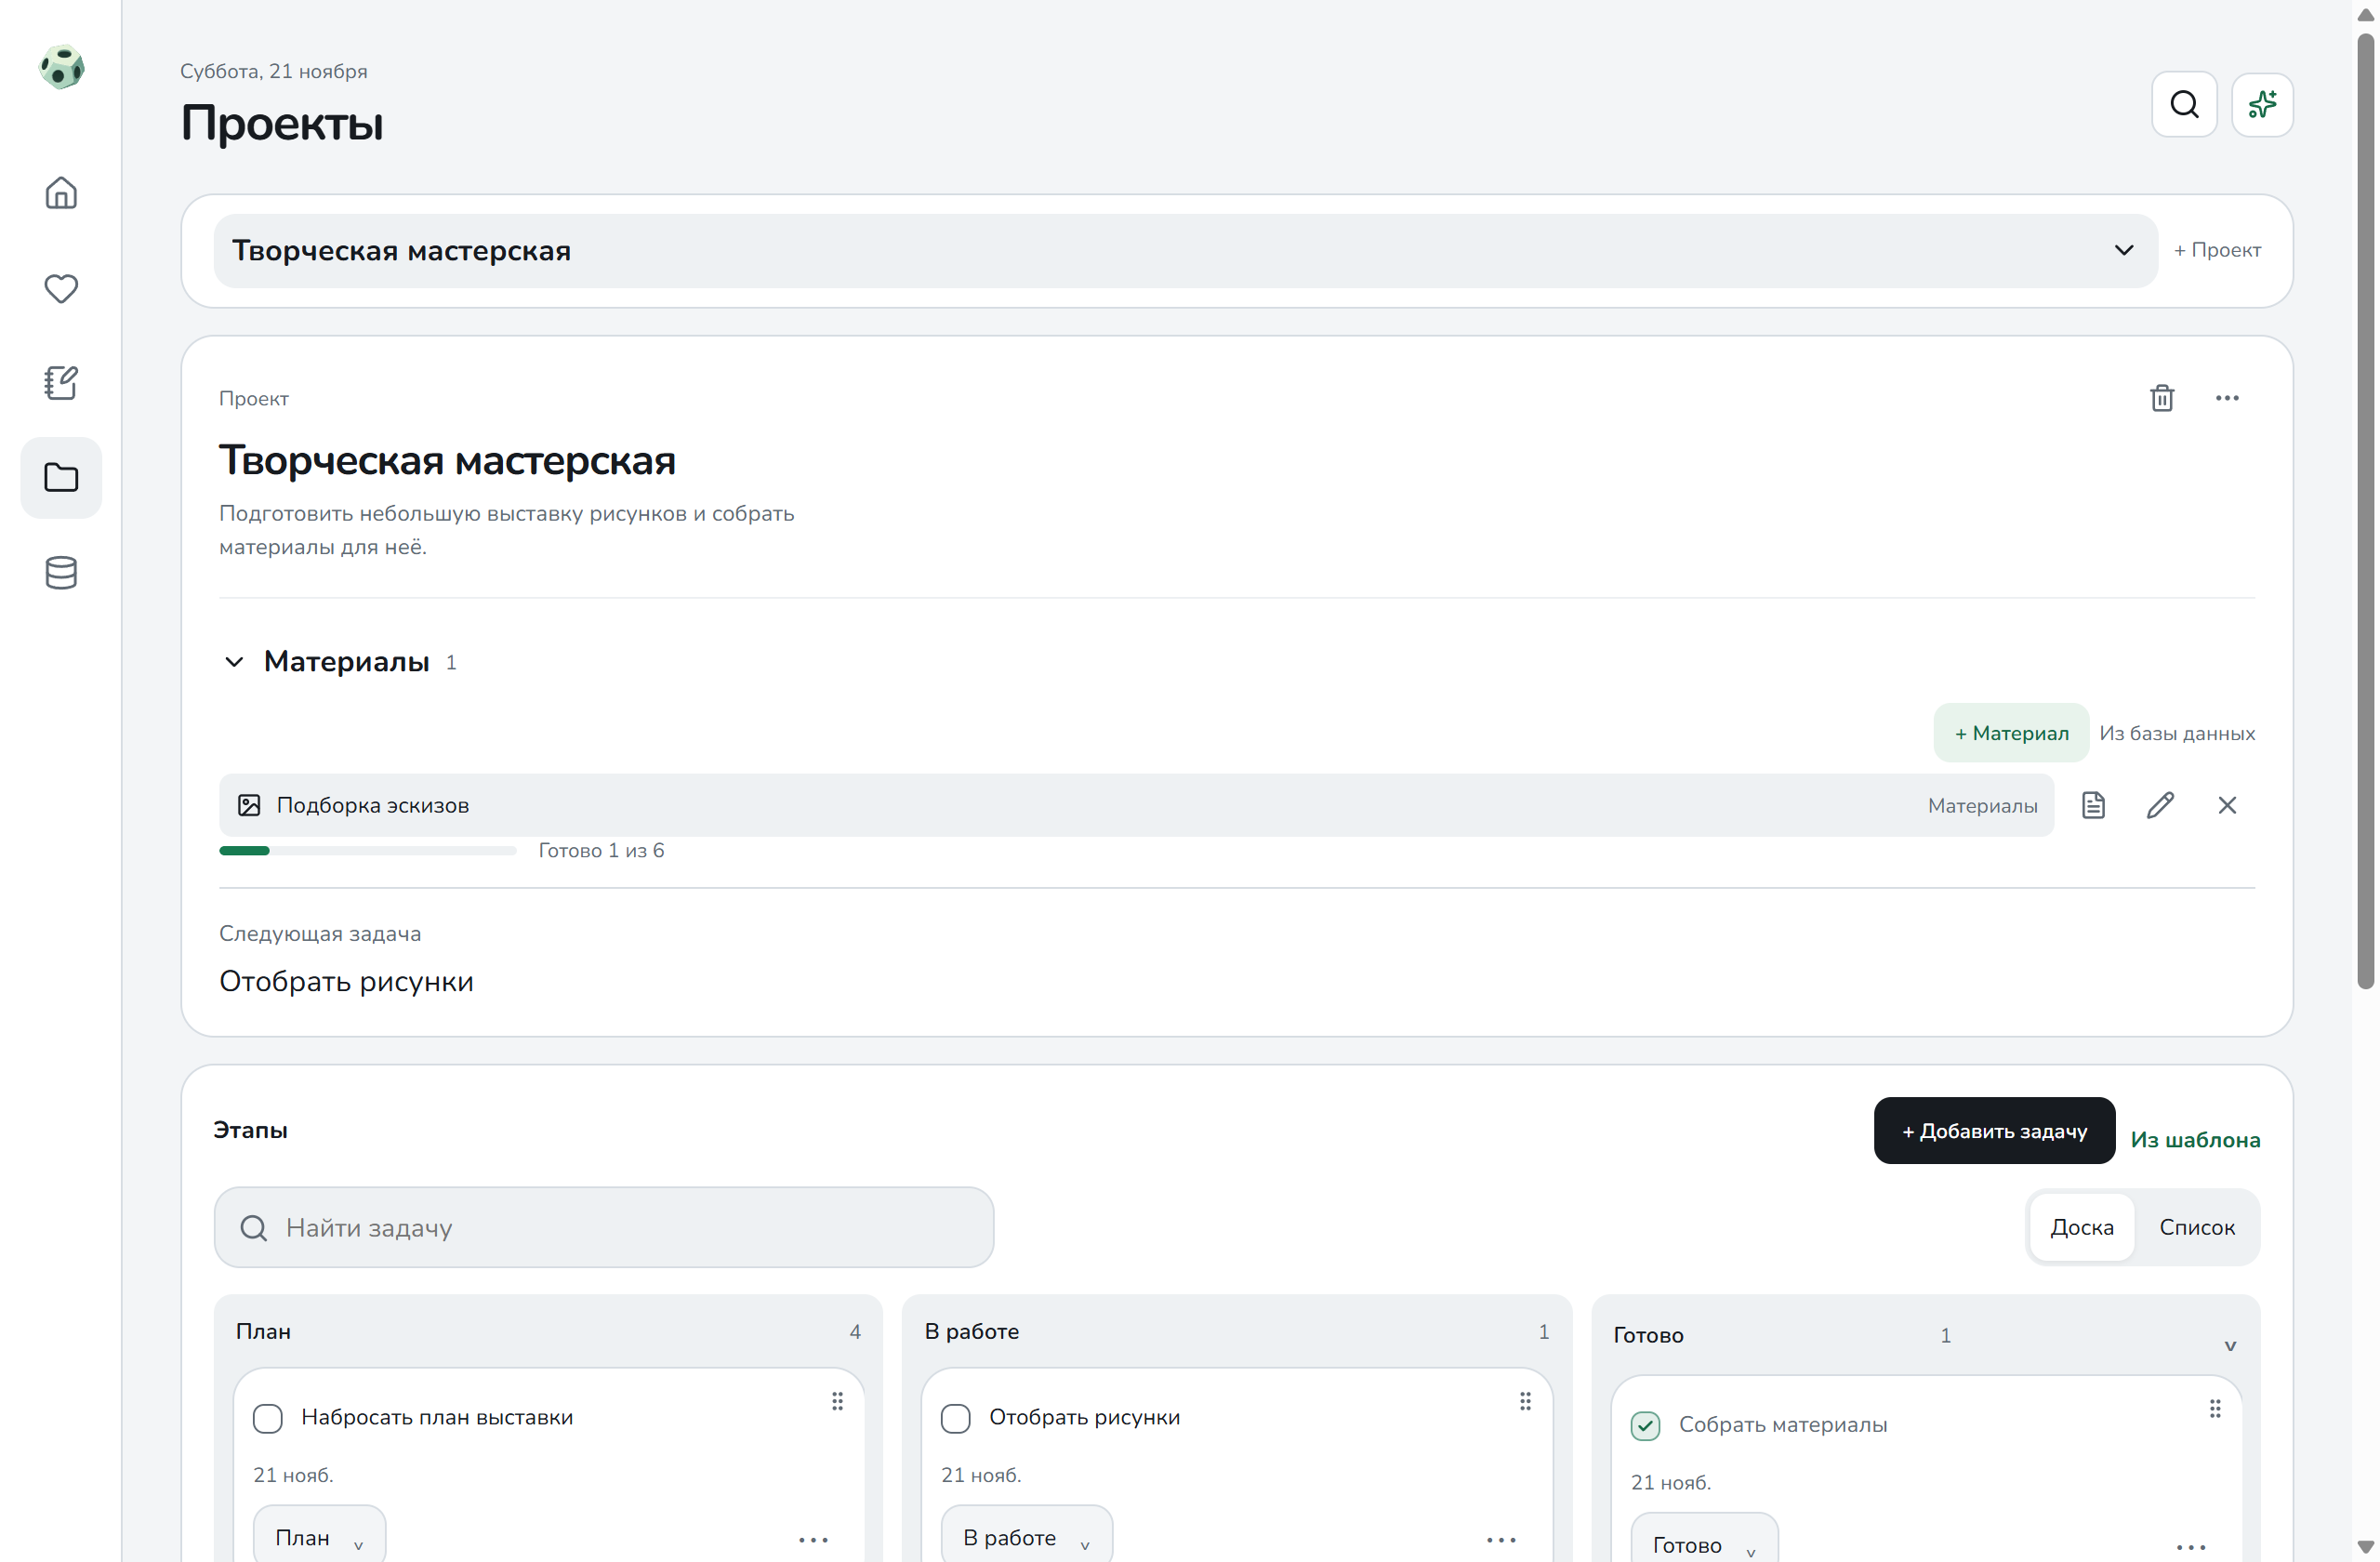 Суббота, 21 ноября
Проекты
Творческая мастерская
+ Проект
Проект
Творческая мастерская
Подготовить небольшую выставку рисунков и собрать
материалы для неё.
Материалы 1
+ Материал Из базы данных
Подборка эскизов Материалы
Готово 1 из 6
Следующая задача
Отобрать рисунки
Этапы + Добавить задачу Из шаблона
Найти задачу Доска Список
План 4
Набросать план выставки
21 нояб.
План
В работе 1
Отобрать рисунки
21 нояб.
В работе
Готово 1
Собрать материалы
21 нояб.
Готово